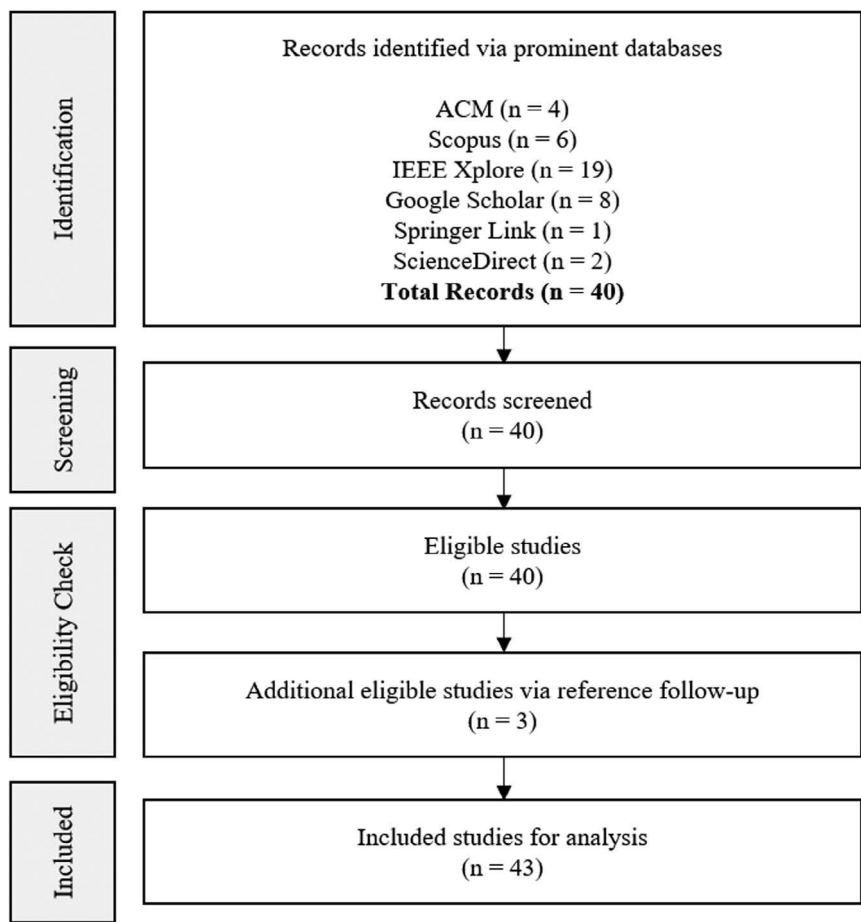 Identification
Records identified via prominent databases
ACM (n = 4)
Scopus (n = 6)
IEEE Xplore (n = 19)
Google Scholar (n = 8)
Springer Link (n = 1)
ScienceDirect (n = 2)
Total Records (n = 40)
Screening
Records screened
(n = 40)
Eligibility Check
Eligible studies
(n = 40)
Additional eligible studies via reference follow-up
(n = 3)
Included
Included studies for analysis
(n = 43)